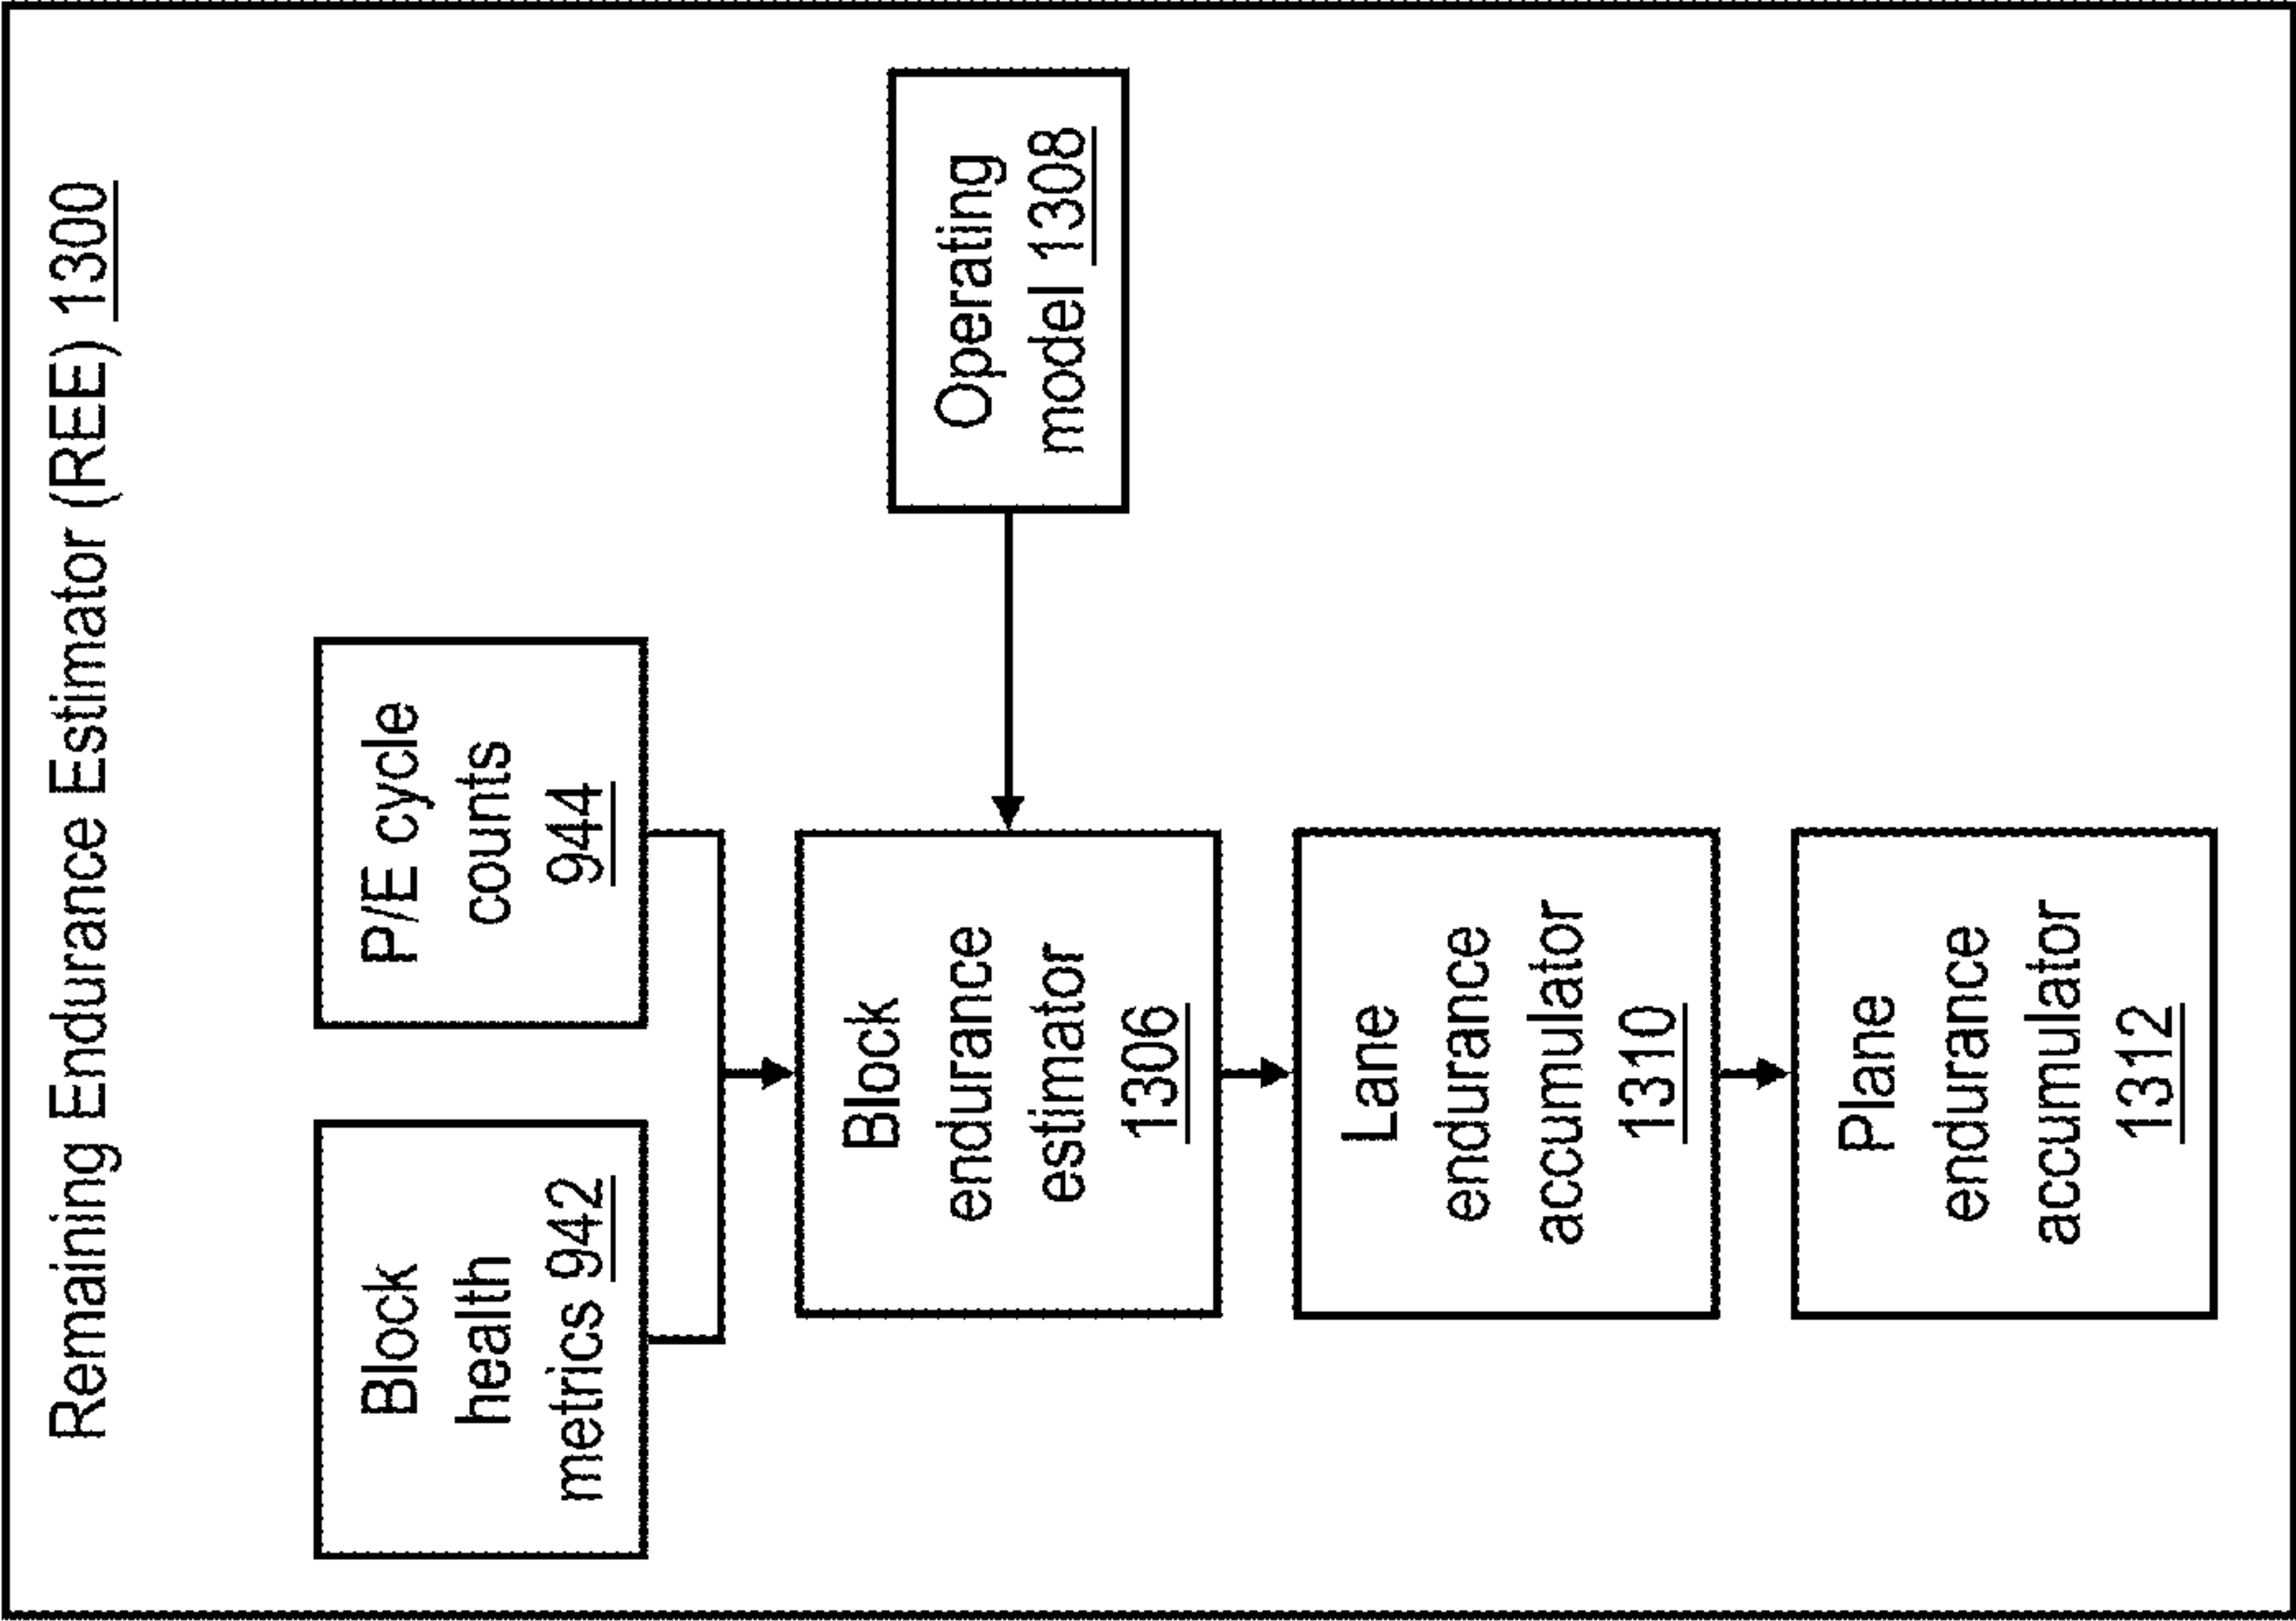 Remaining Endurance Estimator (REE) 1300
Block
health
metrics 942
P/E cycle
counts
944
Block
endurance
estimator
1306
Operating
model 1308
Lane
endurance
accumulator
1310
Plane
endurance
accumulator
1312